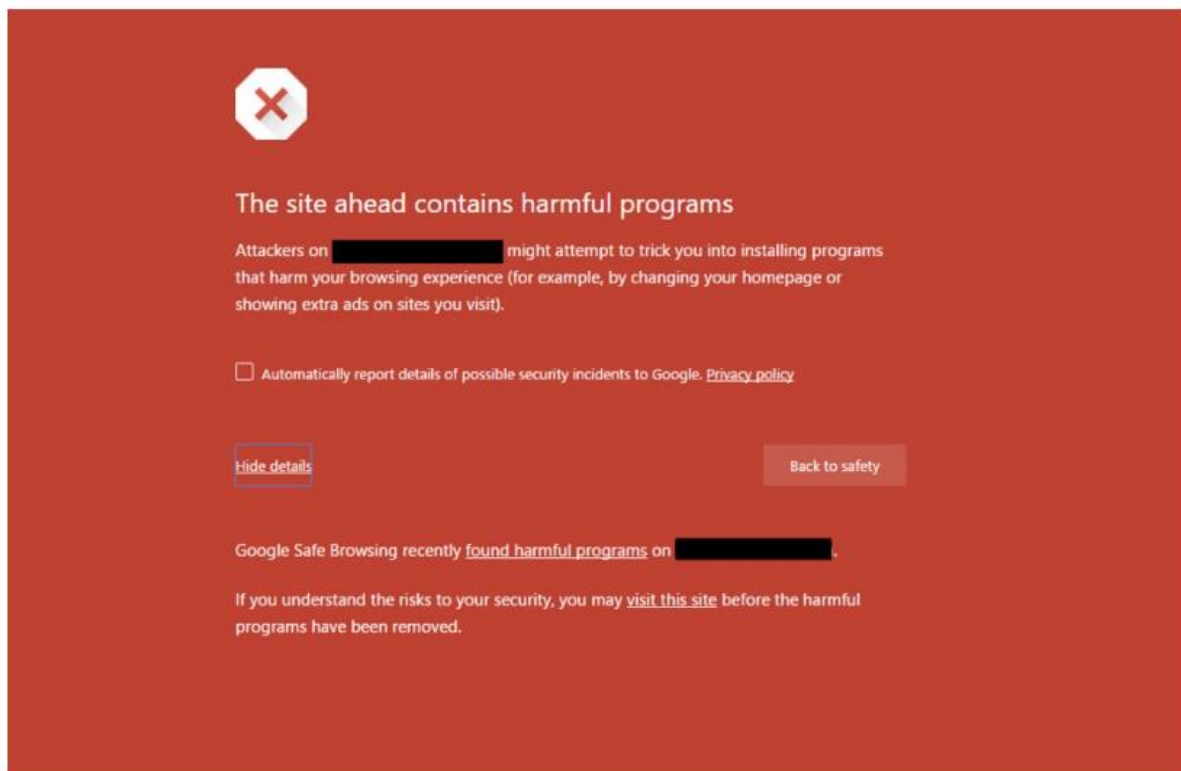 The site ahead contains harmful programs
Attackers on might attempt to trick you into installing programs
that harm your browsing experience (for example, by changing your homepage or
showing extra ads on sites you visit).
Automatically report details of possible security incidents to Google. Privacy policy
Hide details
Back to safety
Google Safe Browsing recently found harmful programs on .
If you understand the risks to your security, you may visit this site before the harmful
programs have been removed.